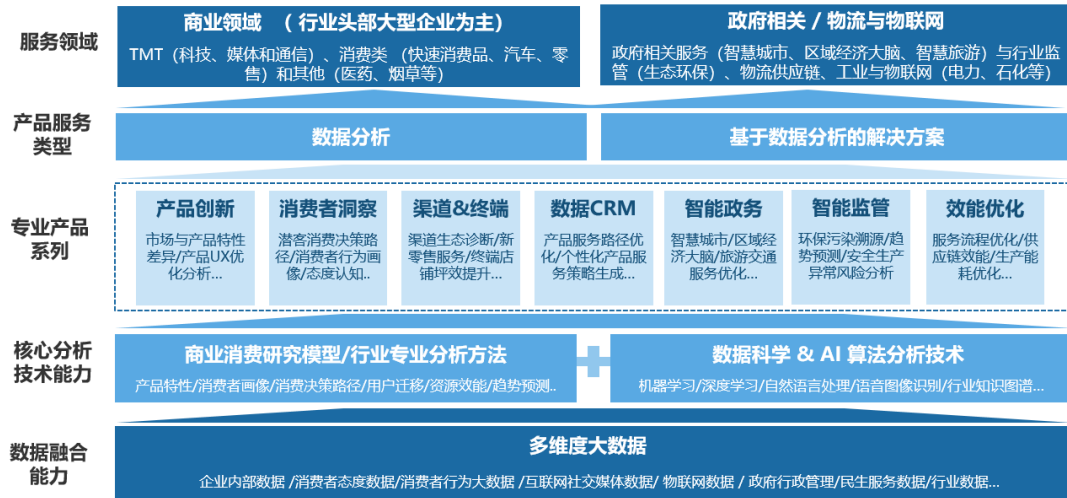 服务领域
商业领域 （ 行业头部大型企业为主）
TMT（科技、媒体和通信）、消费类 （快速消费品、汽车、零
售）和其他（医药、烟草等）
政府相关 / 物流与物联网
政府相关服务（智慧城市、区域经济大脑、智慧旅游）与行业监
管（生态环保）、物流供应链、工业与物联网（电力、石化等）
产品服务
类型
数据分析
基于数据分析的解决方案
专业产品
系列
产品创新
市场与产品特性
差异/产品UX优
化分析...
消费者洞察
潜客消费决策路
径/消费者行为画
像/态度认知..
渠道&终端
渠道生态诊断/新
零售服务/终端店
铺坪效提升...
数据CRM
产品服务路径优
化/个性化产品服
务策略生成...
智能政务
智慧城市/区域经
济大脑/旅游交通
服务优化...
智能监管
环保污染溯源/趋
势预测/安全生产
异常风险分析
效能优化
服务流程优化/供
应链效能/生产能
耗优化...
核心分析
技术能力
商业消费研究模型/行业专业分析方法
产品特性/消费者画像/消费决策路径/用户迁移/资源效能/趋势预测..
数据科学 & AI 算法分析技术
机器学习/深度学习/自然语言处理/语音图像识别/行业知识图谱...
数据融合
能力
多维度大数据
企业内部数据 /消费者态度数据/消费者行为大数据 /互联网社交媒体数据/ 物联网数据 / 政府行政管理/民生服务数据/行业数据...